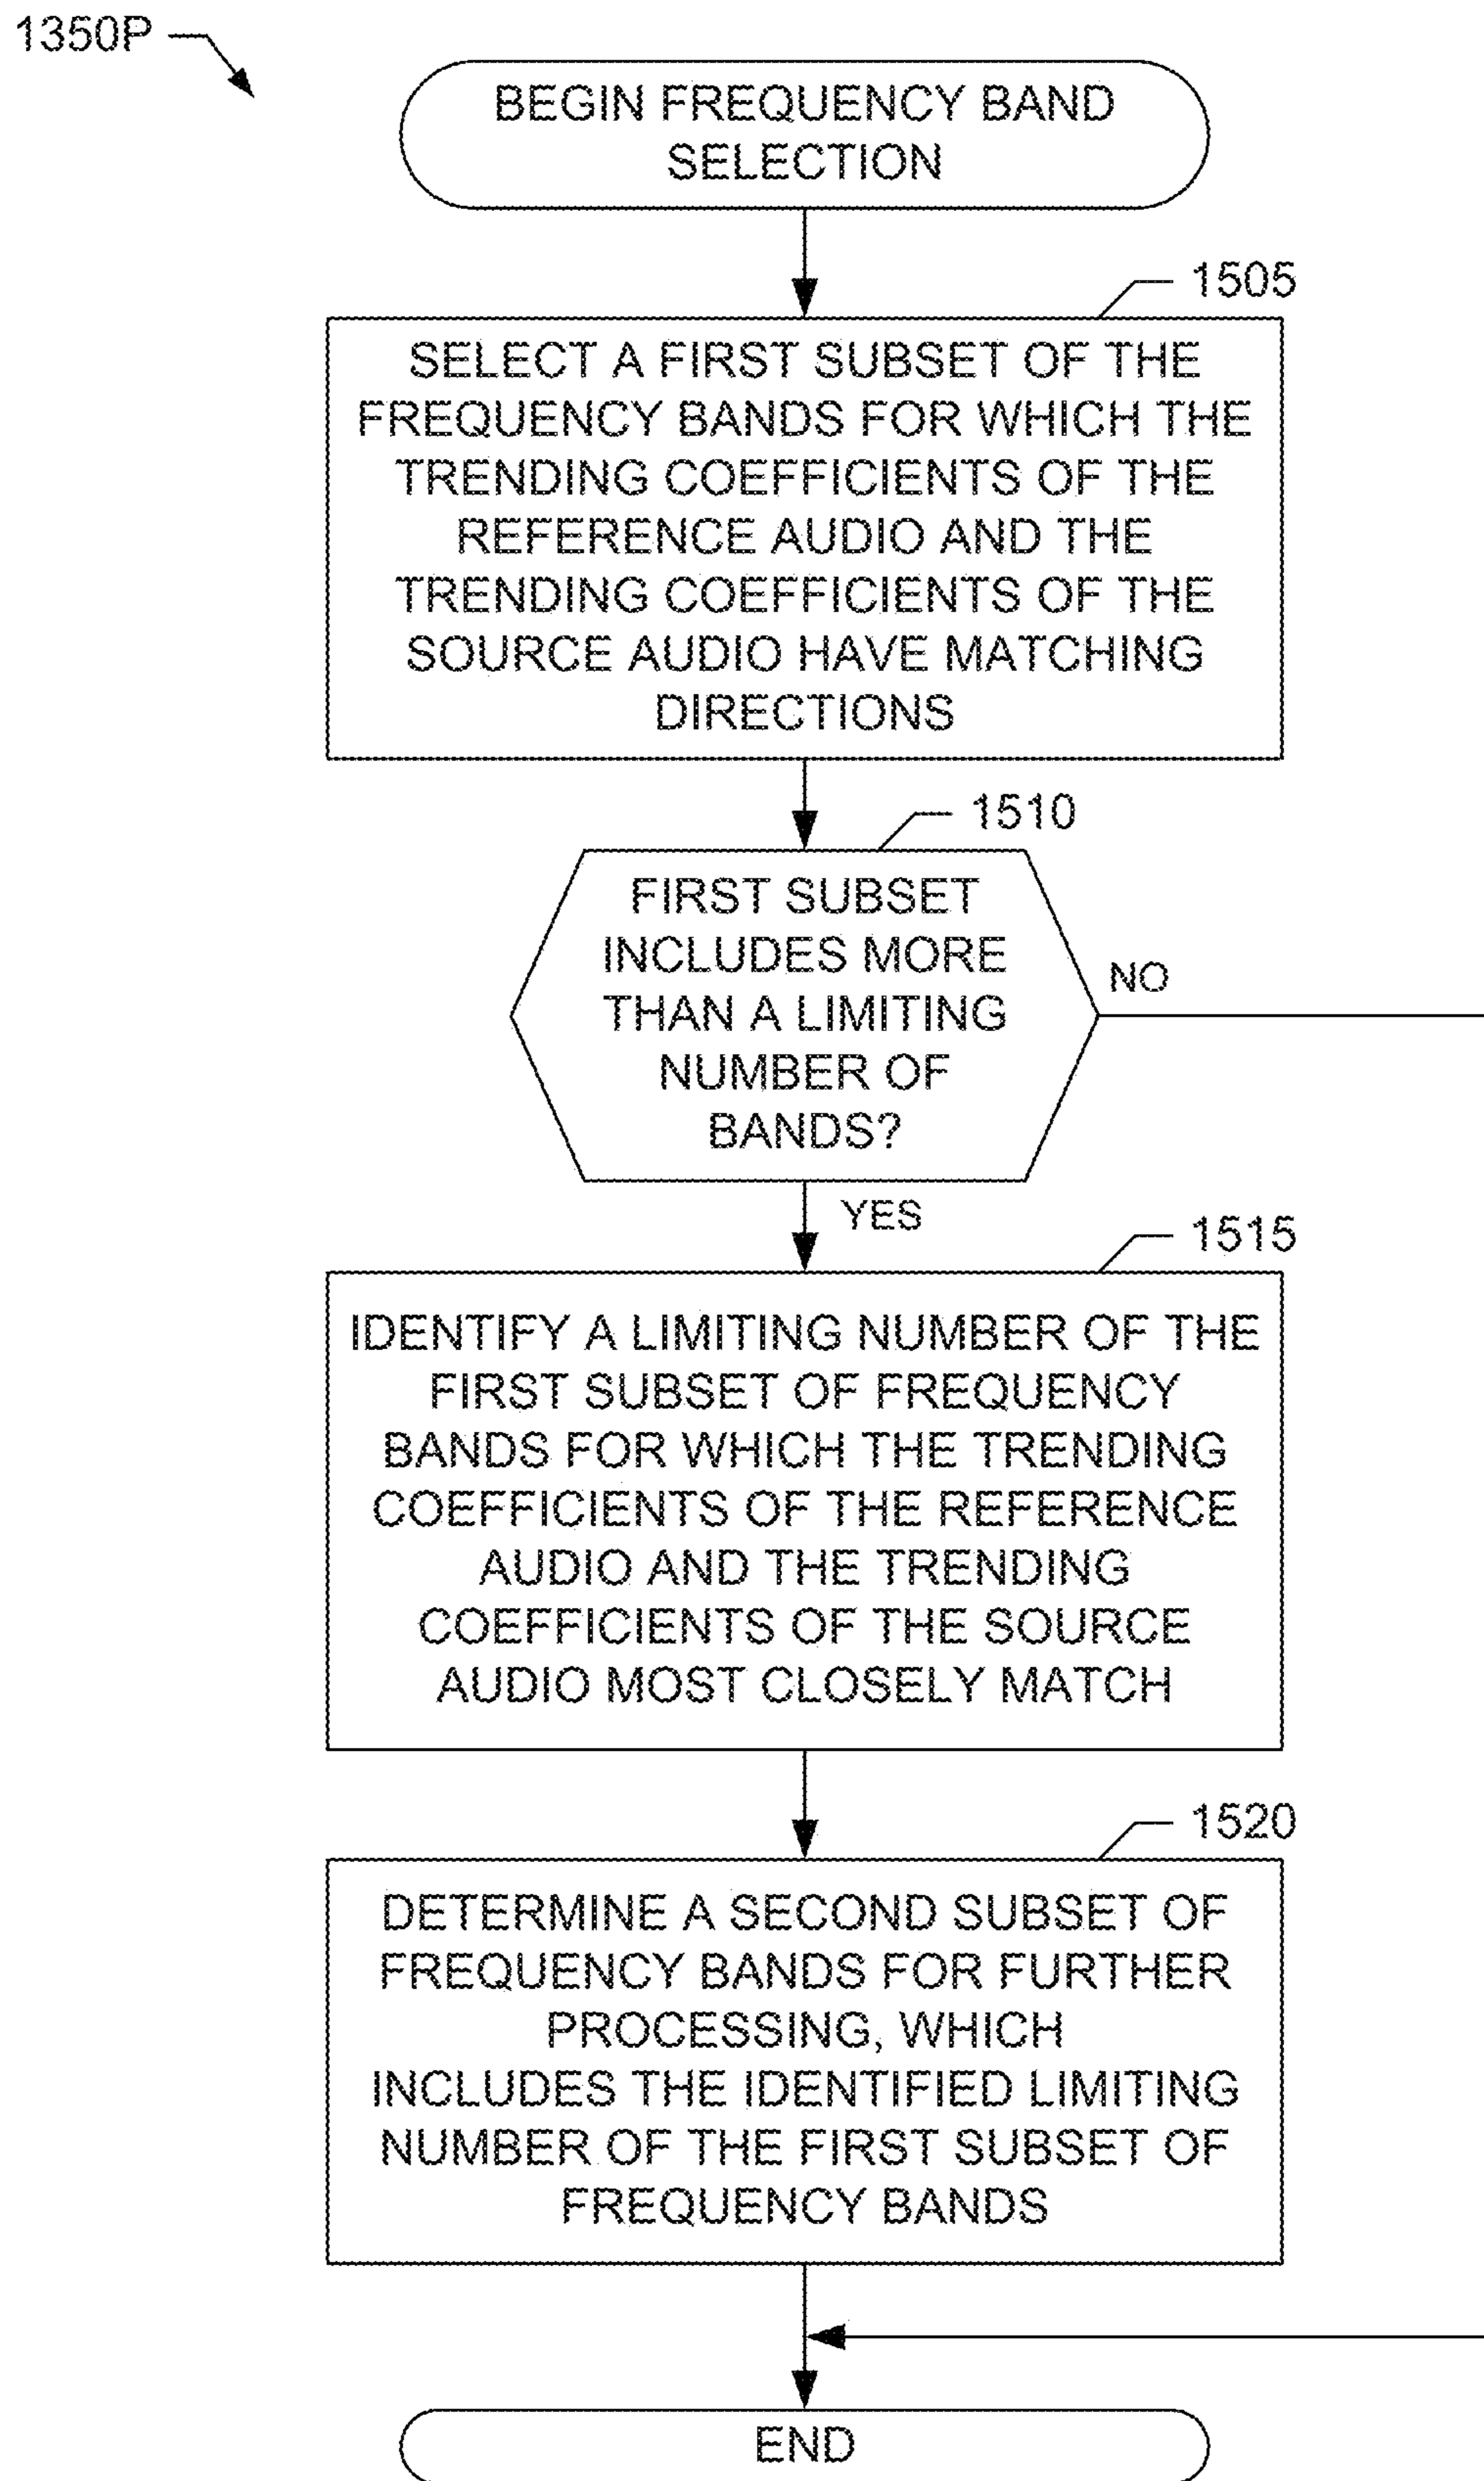 1350P
BEGIN FREQUENCY BAND
SELECTION
1505
SELECT A FIRST SUBSET OF THE
FREQUENCY BANDS FOR WHICH THE
TRENDING COEFFICIENTS OF THE
REFERENCE AUDIO AND THE
TRENDING COEFFICIENTS OF THE
SOURCE AUDIO HAVE MATCHING
DIRECTIONS
1510
FIRST SUBSET
INCLUDES MORE
THAN A LIMITING
NUMBER OF
BANDS?
NO
YES
1515
IDENTIFY A LIMITING NUMBER OF THE
FIRST SUBSET OF FREQUENCY
BANDS FOR WHICH THE TRENDING
COEFFICIENTS OF THE REFERENCE
AUDIO AND THE TRENDING
COEFFICIENTS OF THE SOURCE
AUDIO MOST CLOSELY MATCH
1520
DETERMINE A SECOND SUBSET OF
FREQUENCY BANDS FOR FURTHER
PROCESSING, WHICH
INCLUDES THE IDENTIFIED LIMITING
NUMBER OF THE FIRST SUBSET OF
FREQUENCY BANDS
END